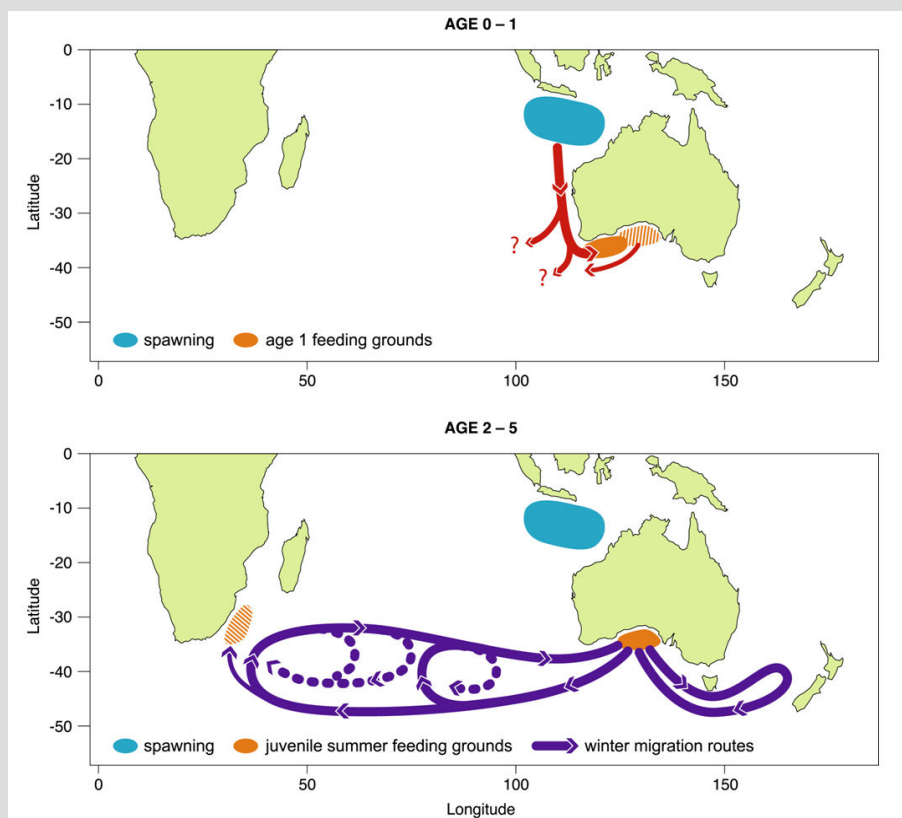 AGE 0 – 1
0
-10
-20
-30
-40
-50
Latitude
?
?
spawning age 1 feeding grounds
0 50 100 150
AGE 2 – 5
0
-10
-20
-30
-40
-50
Latitude
spawning juvenile summer feeding grounds winter migration routes
0 50 100 150
Longitude